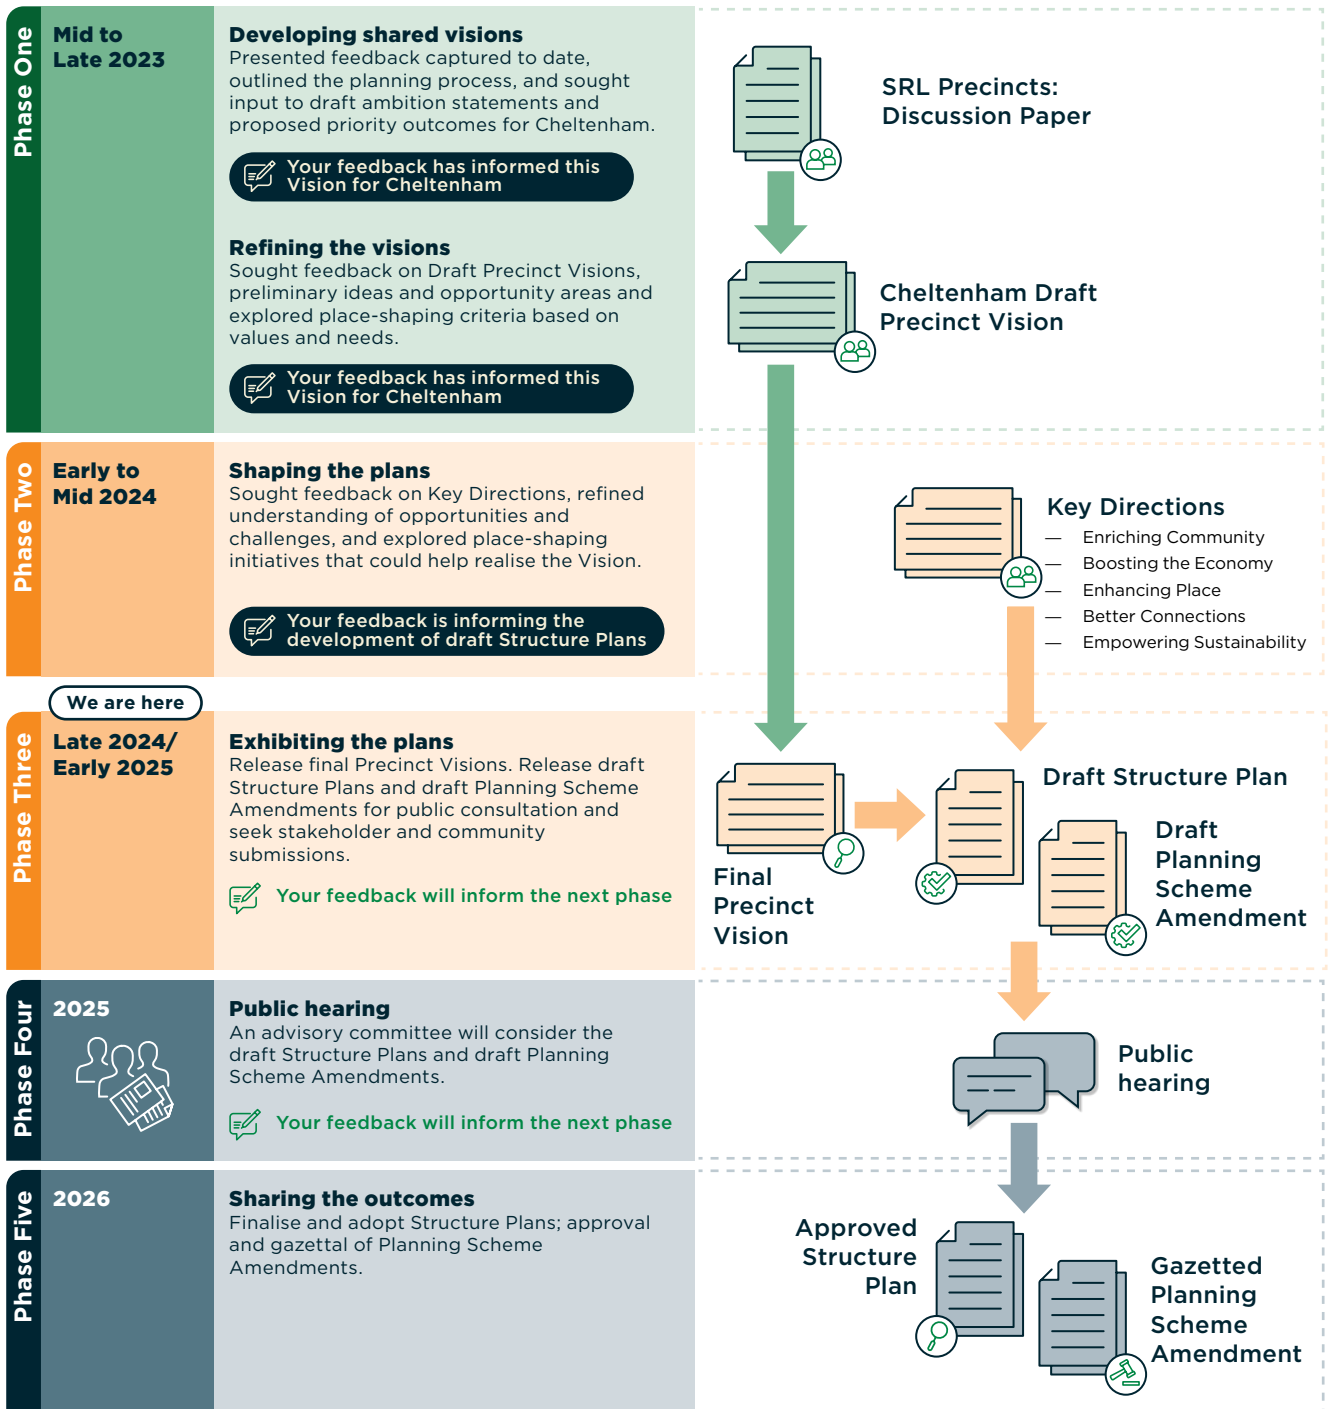 Phase One
Mid to
Late 2023
Developing shared visions
Presented feedback captured to date,
outlined the planning process, and sought
input to draft ambition statements and
proposed priority outcomes for Cheltenham.
Your feedback has informed this
Vision for Cheltenham
Refining the visions
Sought feedback on Draft Precinct Visions,
preliminary ideas and opportunity areas and
explored place-shaping criteria based on
values and needs.
Your feedback has informed this
Vision for Cheltenham
SRL Precincts:
Discussion Paper
Cheltenham Draft
Precinct Vision
Phase Two
Early to
Mid 2024
Shaping the plans
Sought feedback on Key Directions, refined
understanding of opportunities and
challenges, and explored place-shaping
initiatives that could help realise the Vision.
Your feedback is informing the
development of draft Structure Plans
Key Directions
— Enriching Community
— Boosting the Economy
— Enhancing Place
— Better Connections
— Empowering Sustainability
We are here
Phase Three
Late 2024/
Early 2025
Exhibiting the plans
Release final Precinct Visions. Release draft
Structure Plans and draft Planning Scheme
Amendments for public consultation and
seek stakeholder and community
submissions.
Your feedback will inform the next phase
Final
Precinct
Vision
Draft Structure Plan
Draft
Planning
Scheme
Amendment
Phase Four
2025
Public hearing
An advisory committee will consider the
draft Structure Plans and draft Planning
Scheme Amendments.
Your feedback will inform the next phase
Public
hearing
Phase Five
2026
Sharing the outcomes
Finalise and adopt Structure Plans; approval
and gazettal of Planning Scheme
Amendments.
Approved
Structure
Plan
Gazetted
Planning
Scheme
Amendment